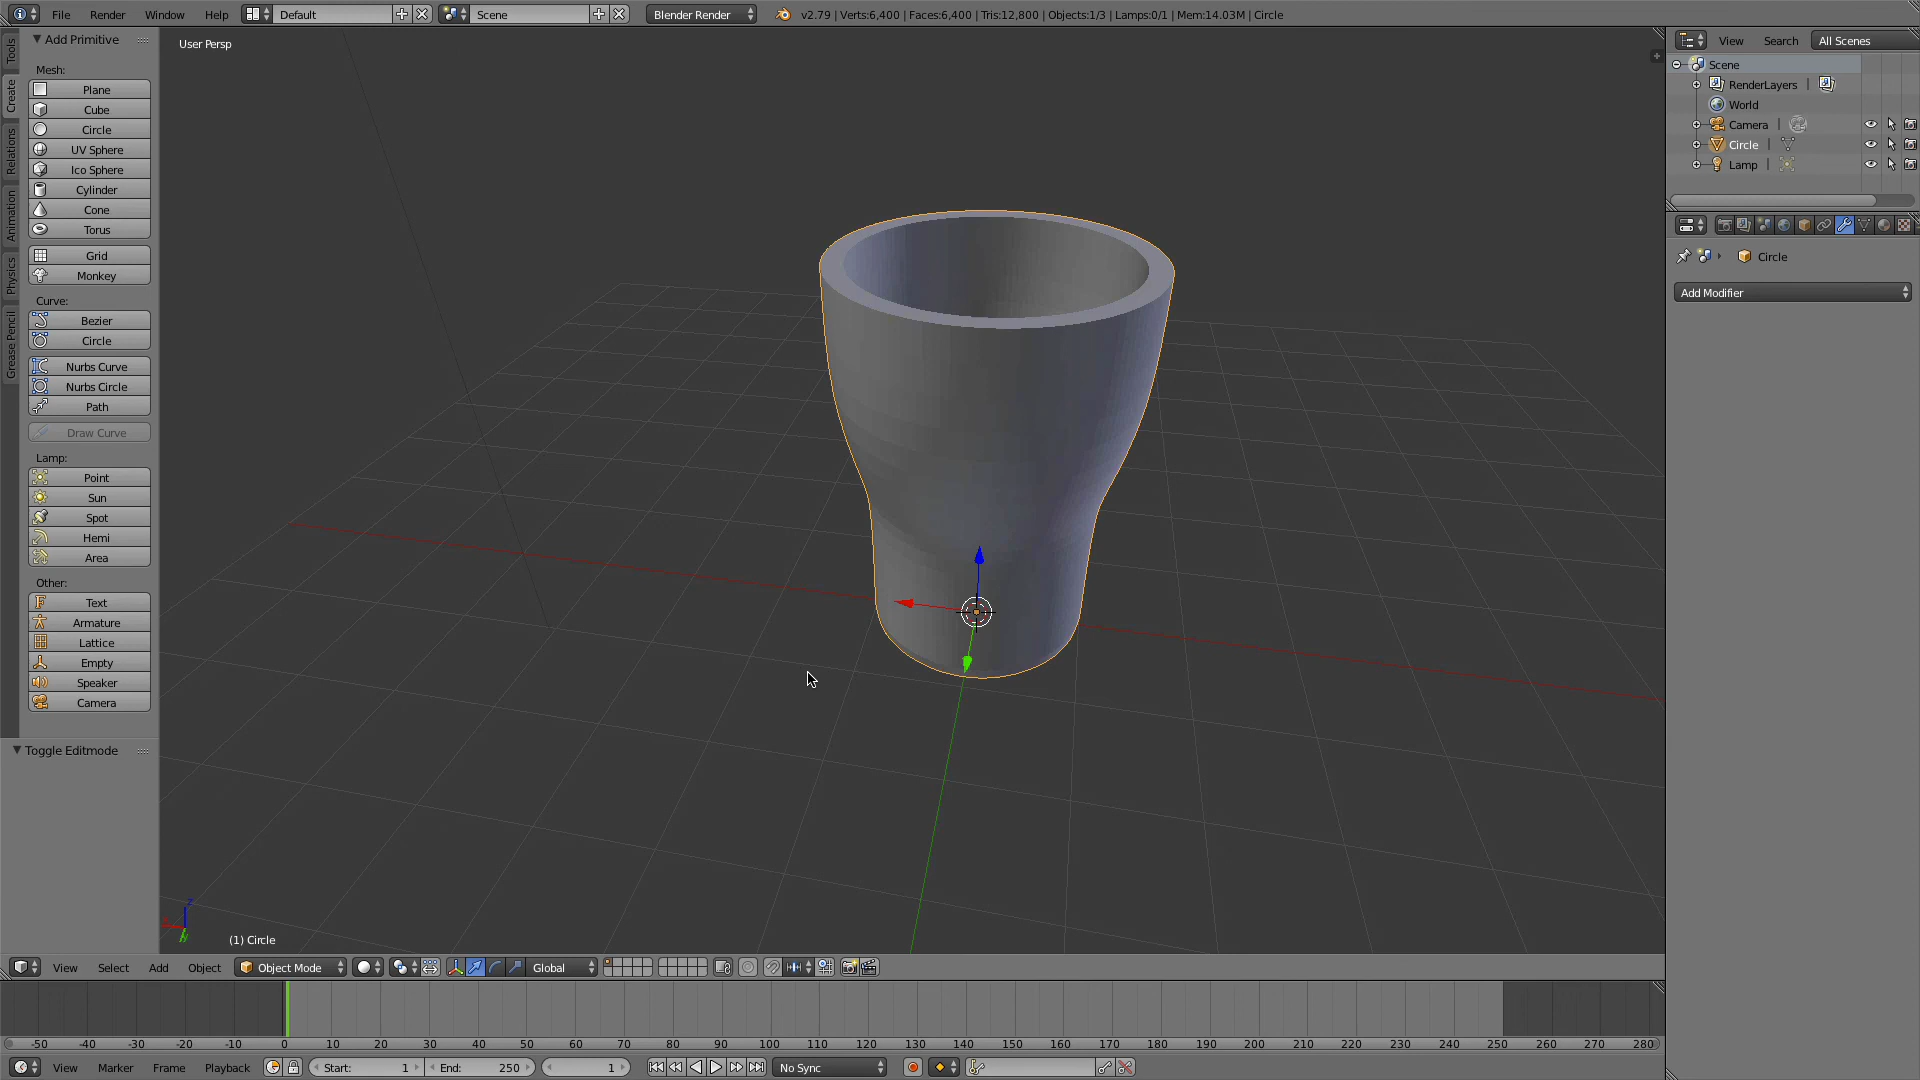 File Render Window Help Default Scene Blender Render v2.79 | Verts:6,400 | Faces:6,400 | Tris:12,800 | Objects:1/3 | Lamps:0/1 | Mem:14.03M | Circle
Add Primitive
Mesh:
Plane
Cube
Circle
UV Sphere
Ico Sphere
Cylinder
Cone
Torus
Grid
Monkey
Curve:
Bezier
Circle
Nurbs Curve
Nurbs Circle
Path
Draw Curve
Lamp:
Point
Sun
Spot
Hemi
Area
Other:
Text
Armature
Lattice
Empty
Speaker
Camera
Toggle Editmode
Tools
Create
Relations
Animation
Physics
Grease Pencil
User Persp
(1) Circle
View Search All Scenes
Scene
RenderLayers
World
Camera
Circle
Lamp
Circle
Add Modifier
View Select Add Object Object Mode Global
-50 -40 -30 -20 -10 0 10 20 30 40 50 60 70 80 90 100 110 120 130 140 150 160 170 180 190 200 210 220 230 240 250 260 270 280
View Marker Frame Playback Start: 1 End: 250 1 No Sync